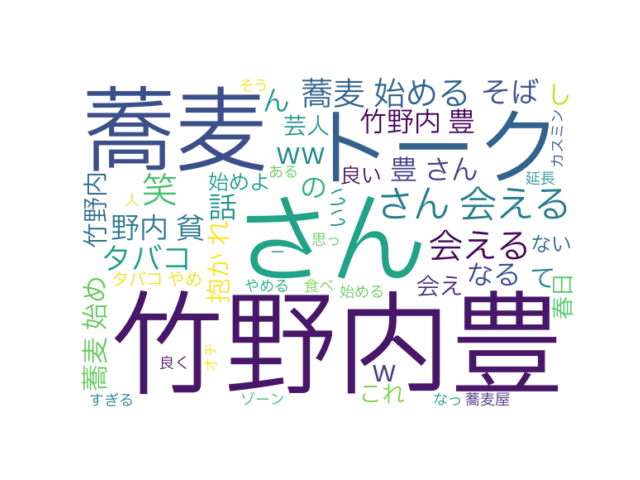 そう
蕎麦
ん
蕎麦 始める
そば
し
トーク
竹野内 豊
芸人
ww
カスミン
竹野内
笑
始めよ
ある
の
良い
豊 さん
延長
人
話
さん
さん 会える
野内 貧
抱か れ
思っ
会える
ない
タバコ
ー
タバコ やめ
やめる
食べ
始める
会え
なる
て
春日
蕎麦 始め
竹野内豊
オチ
良く
w
これ
すぎる
ゾーン
なっ
蕎麦屋